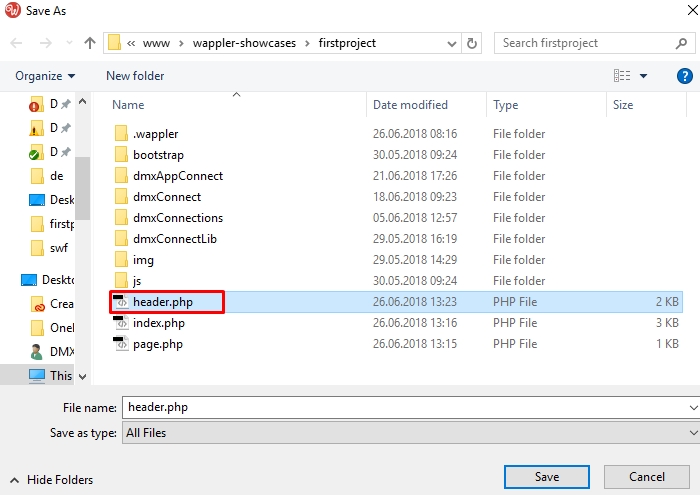 Save As
« www › wappler-showcases › firstproject
Search firstproject
Organize
New folder
?
Name Date modified Type Size
D
D
D
de
Desk
firstp
swf
Deskto
Crea
Onel
DMX
This
.wappler 26.06.2018 08:16 File folder
bootstrap 30.05.2018 09:24 File folder
dmxAppConnect 21.06.2018 17:26 File folder
dmxConnect 18.06.2018 09:23 File folder
dmxConnections 05.06.2018 12:57 File folder
dmxConnectLib 29.05.2018 16:19 File folder
img 29.05.2018 14:29 File folder
js 30.05.2018 09:24 File folder
header.php 26.06.2018 13:23 PHP File 2 KB
index.php 26.06.2018 13:16 PHP File 3 KB
page.php 26.06.2018 13:15 PHP File 1 KB
File name: header.php
Save as type: All Files
Hide Folders
Save
Cancel